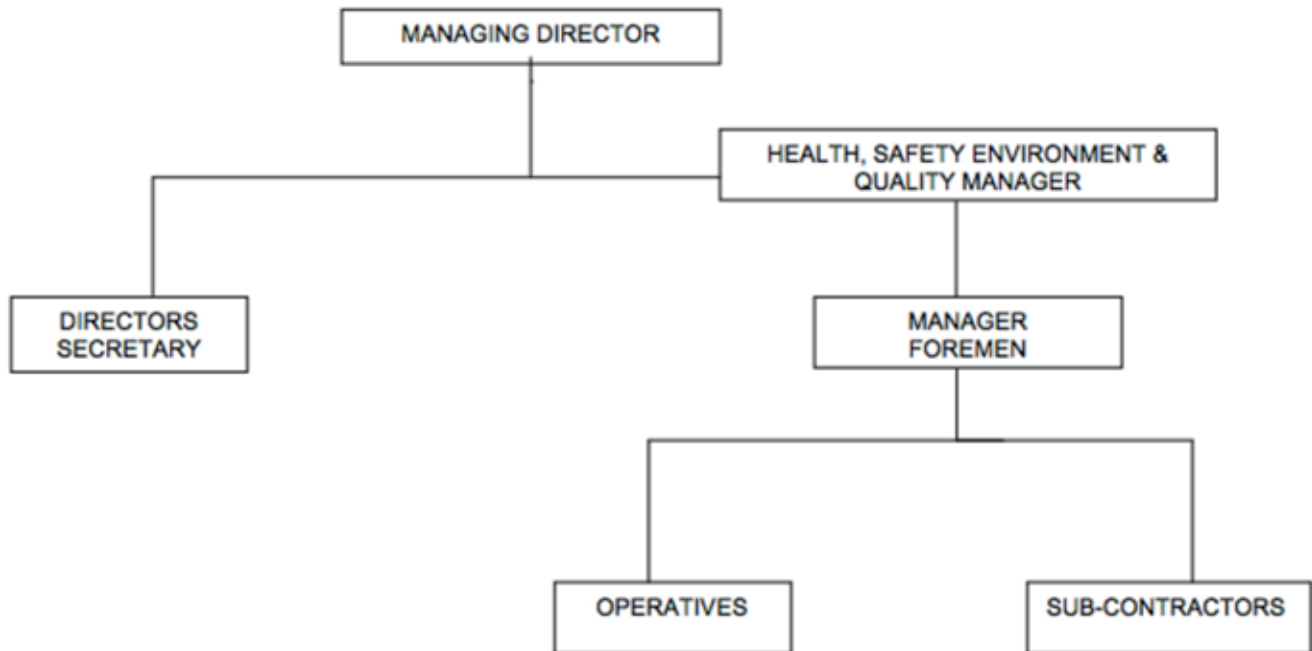 MANAGING DIRECTOR
HEALTH, SAFETY ENVIRONMENT &
QUALITY MANAGER
DIRECTORS
SECRETARY
MANAGER
FOREMEN
OPERATIVES
SUB-CONTRACTORS